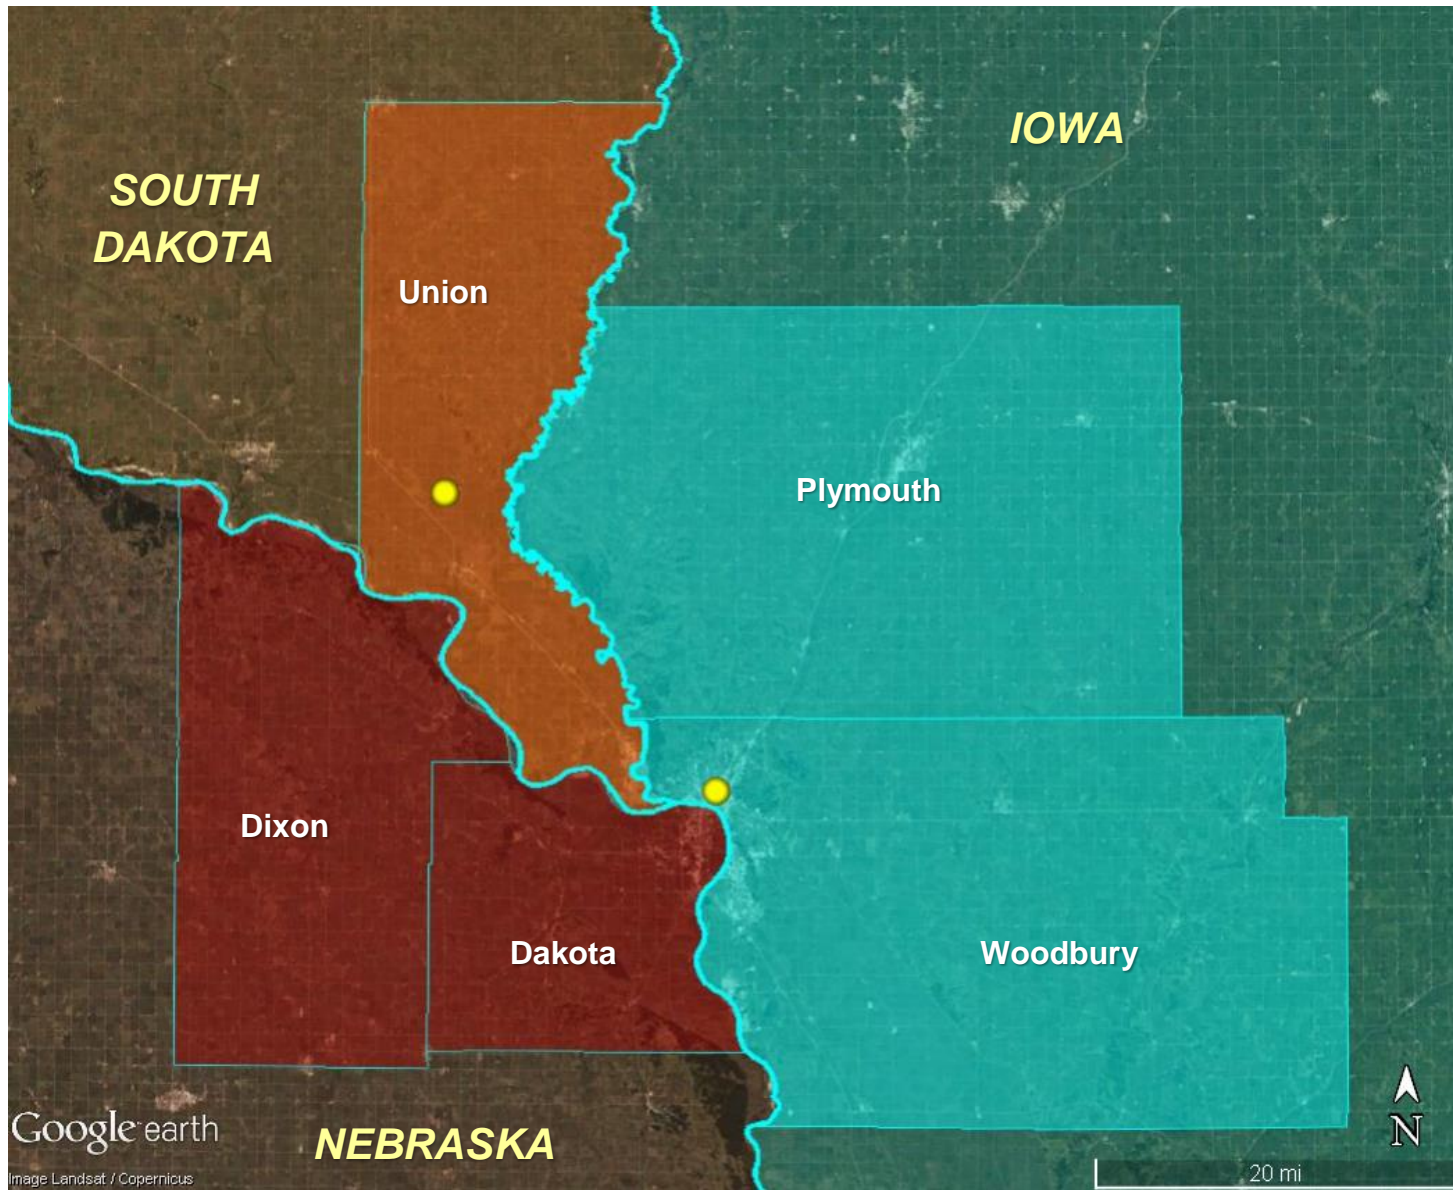 IOWA
SOUTH
DAKOTA
Union
Plymouth
Dixon
Dakota
Woodbury
Google earth
NEBRASKA
N
Image Landsat / Copernicus
20 mi